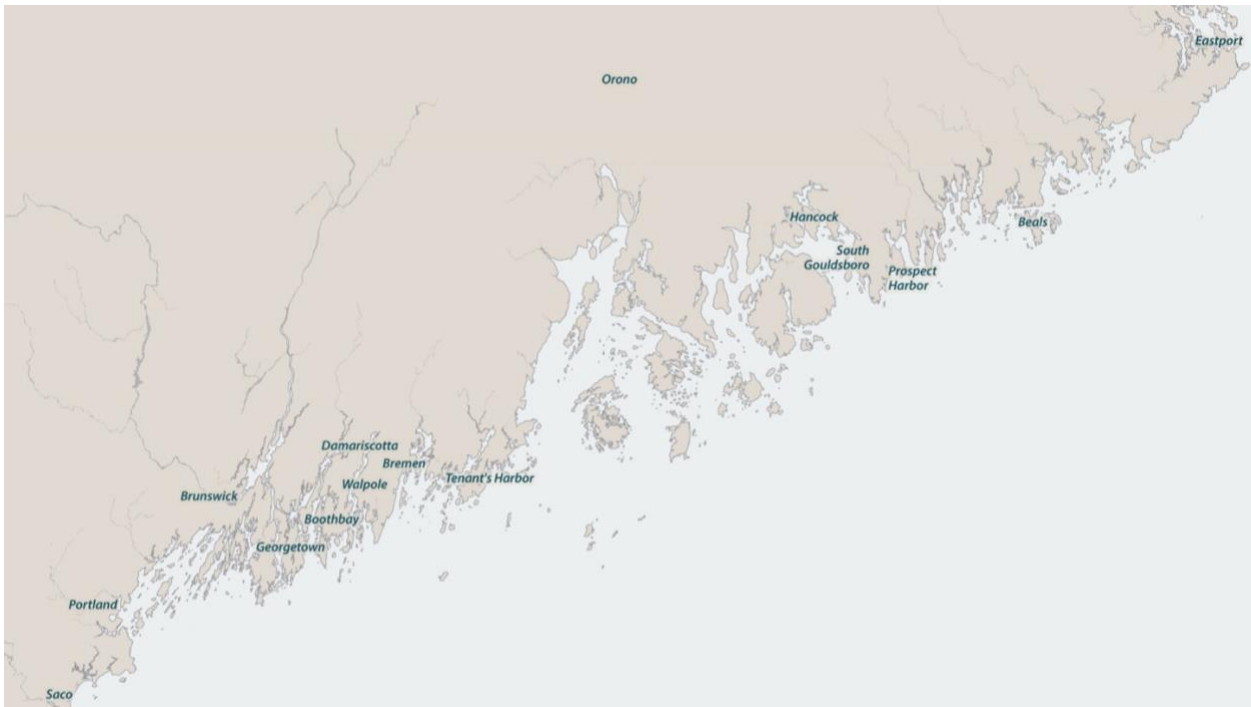 Eastport
Orono
Hancock
Beals
South
Gouldsboro
Prospect
Harbor
Damariscotta
Bremen
Tenant's Harbor
Walpole
Brunswick
Boothbay
Georgetown
Portland
Saco